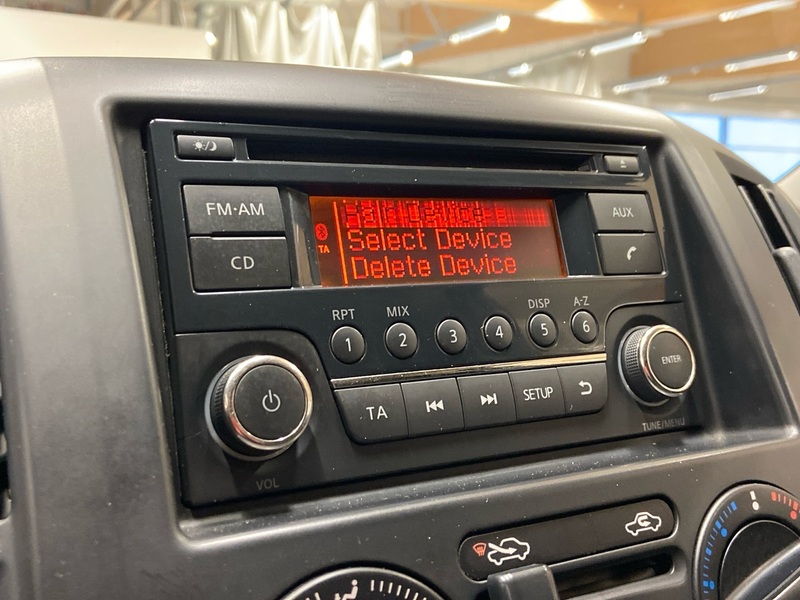 FM·AM
CD
TA
Select Device
Delete Device
AUX
RPT
MIX
DISP
A-Z
1
2
3
4
5
6
TA
SETUP
ENTER
VOL
TUNE/MENU